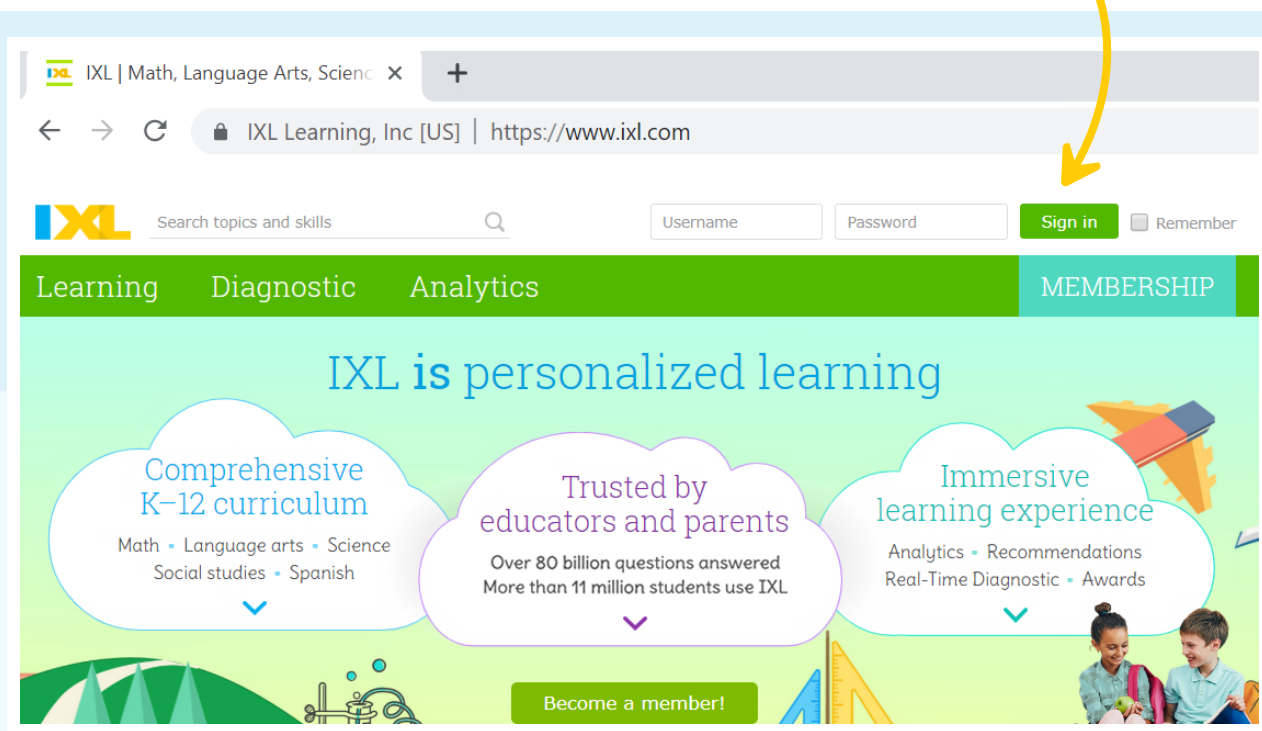 IXL | Math, Language Arts, Scienc
IXL Learning, Inc [US] | https://www.ixl.com
IXL
Search topics and skills
Username
Password
Sign in
Remember
Learning
Diagnostic
Analytics
MEMBERSHIP
IXL is personalized learning
Comprehensive
K–12 curriculum
Math • Language arts • Science
Social studies • Spanish
Trusted by
educators and parents
Over 80 billion questions answered
More than 11 million students use IXL
Immersive
learning experience
Analytics • Recommendations
Real-Time Diagnostic • Awards
Become a member!